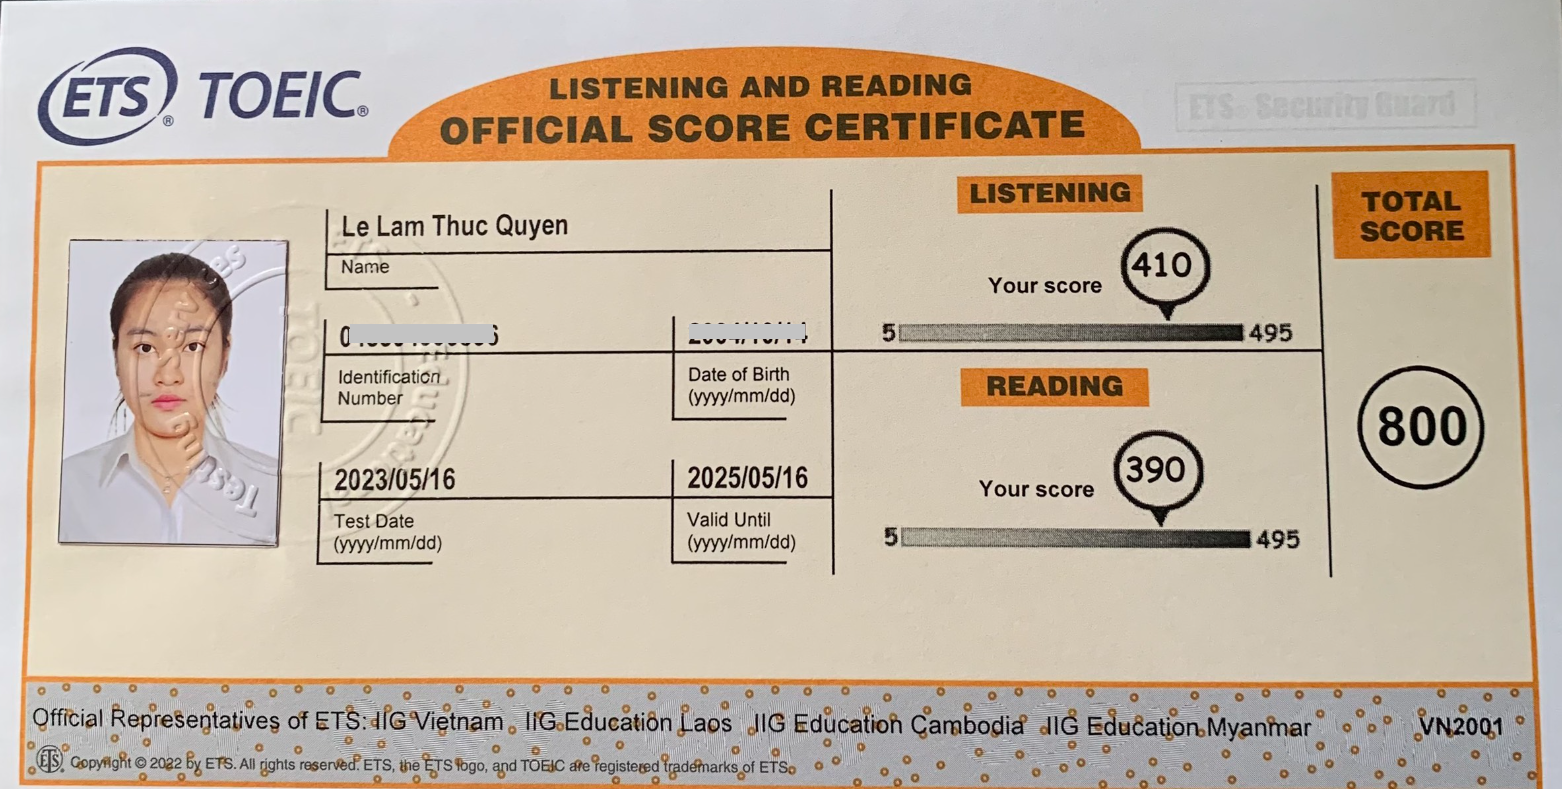 ETS® TOEIC®
LISTENING AND READING
OFFICIAL SCORE CERTIFICATE
ETS Security Guard
Le Lam Thuc Quyen
Name
Identification
Number
Date of Birth
(yyyy/mm/dd)
2023/05/16
Test Date
(yyyy/mm/dd)
2025/05/16
Valid Until
(yyyy/mm/dd)
LISTENING
Your score
410
5 495
READING
Your score
390
5 495
TOTAL
SCORE
800
TOEIC
Official Representatives of ETS: IIG Vietnam IIG Education Laos IIG Education Cambodia IIG Education Myanmar VN2001
ETS® Copyright © 2022 by ETS. All rights reserved. ETS, the ETS logo, and TOEIC are registered trademarks of ETS.